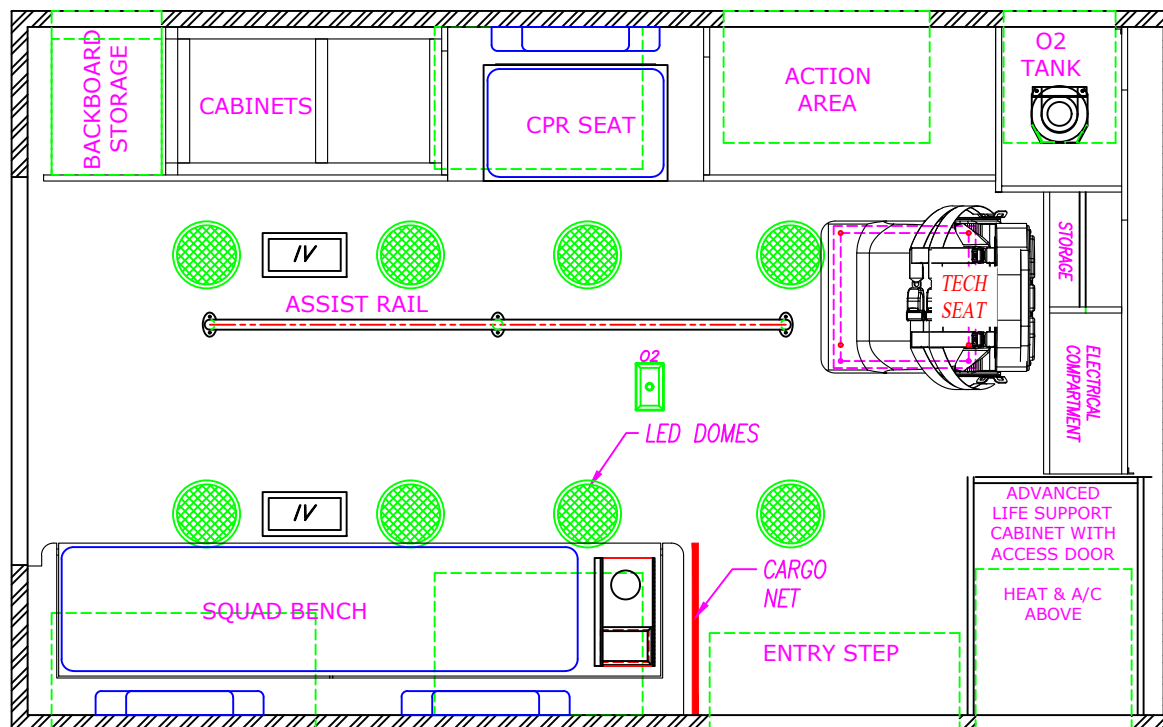 BACKBOARD
STORAGE
CABINETS
CPR SEAT
ACTION
AREA
O2
TANK
IV
ASSIST RAIL
TECH
SEAT
STORAGE
ELECTRICAL
COMPARTMENT
O2
LED DOMES
IV
SQUAD BENCH
CARGO
NET
ENTRY STEP
ADVANCED
LIFE SUPPORT
CABINET WITH
ACCESS DOOR
HEAT & A/C
ABOVE